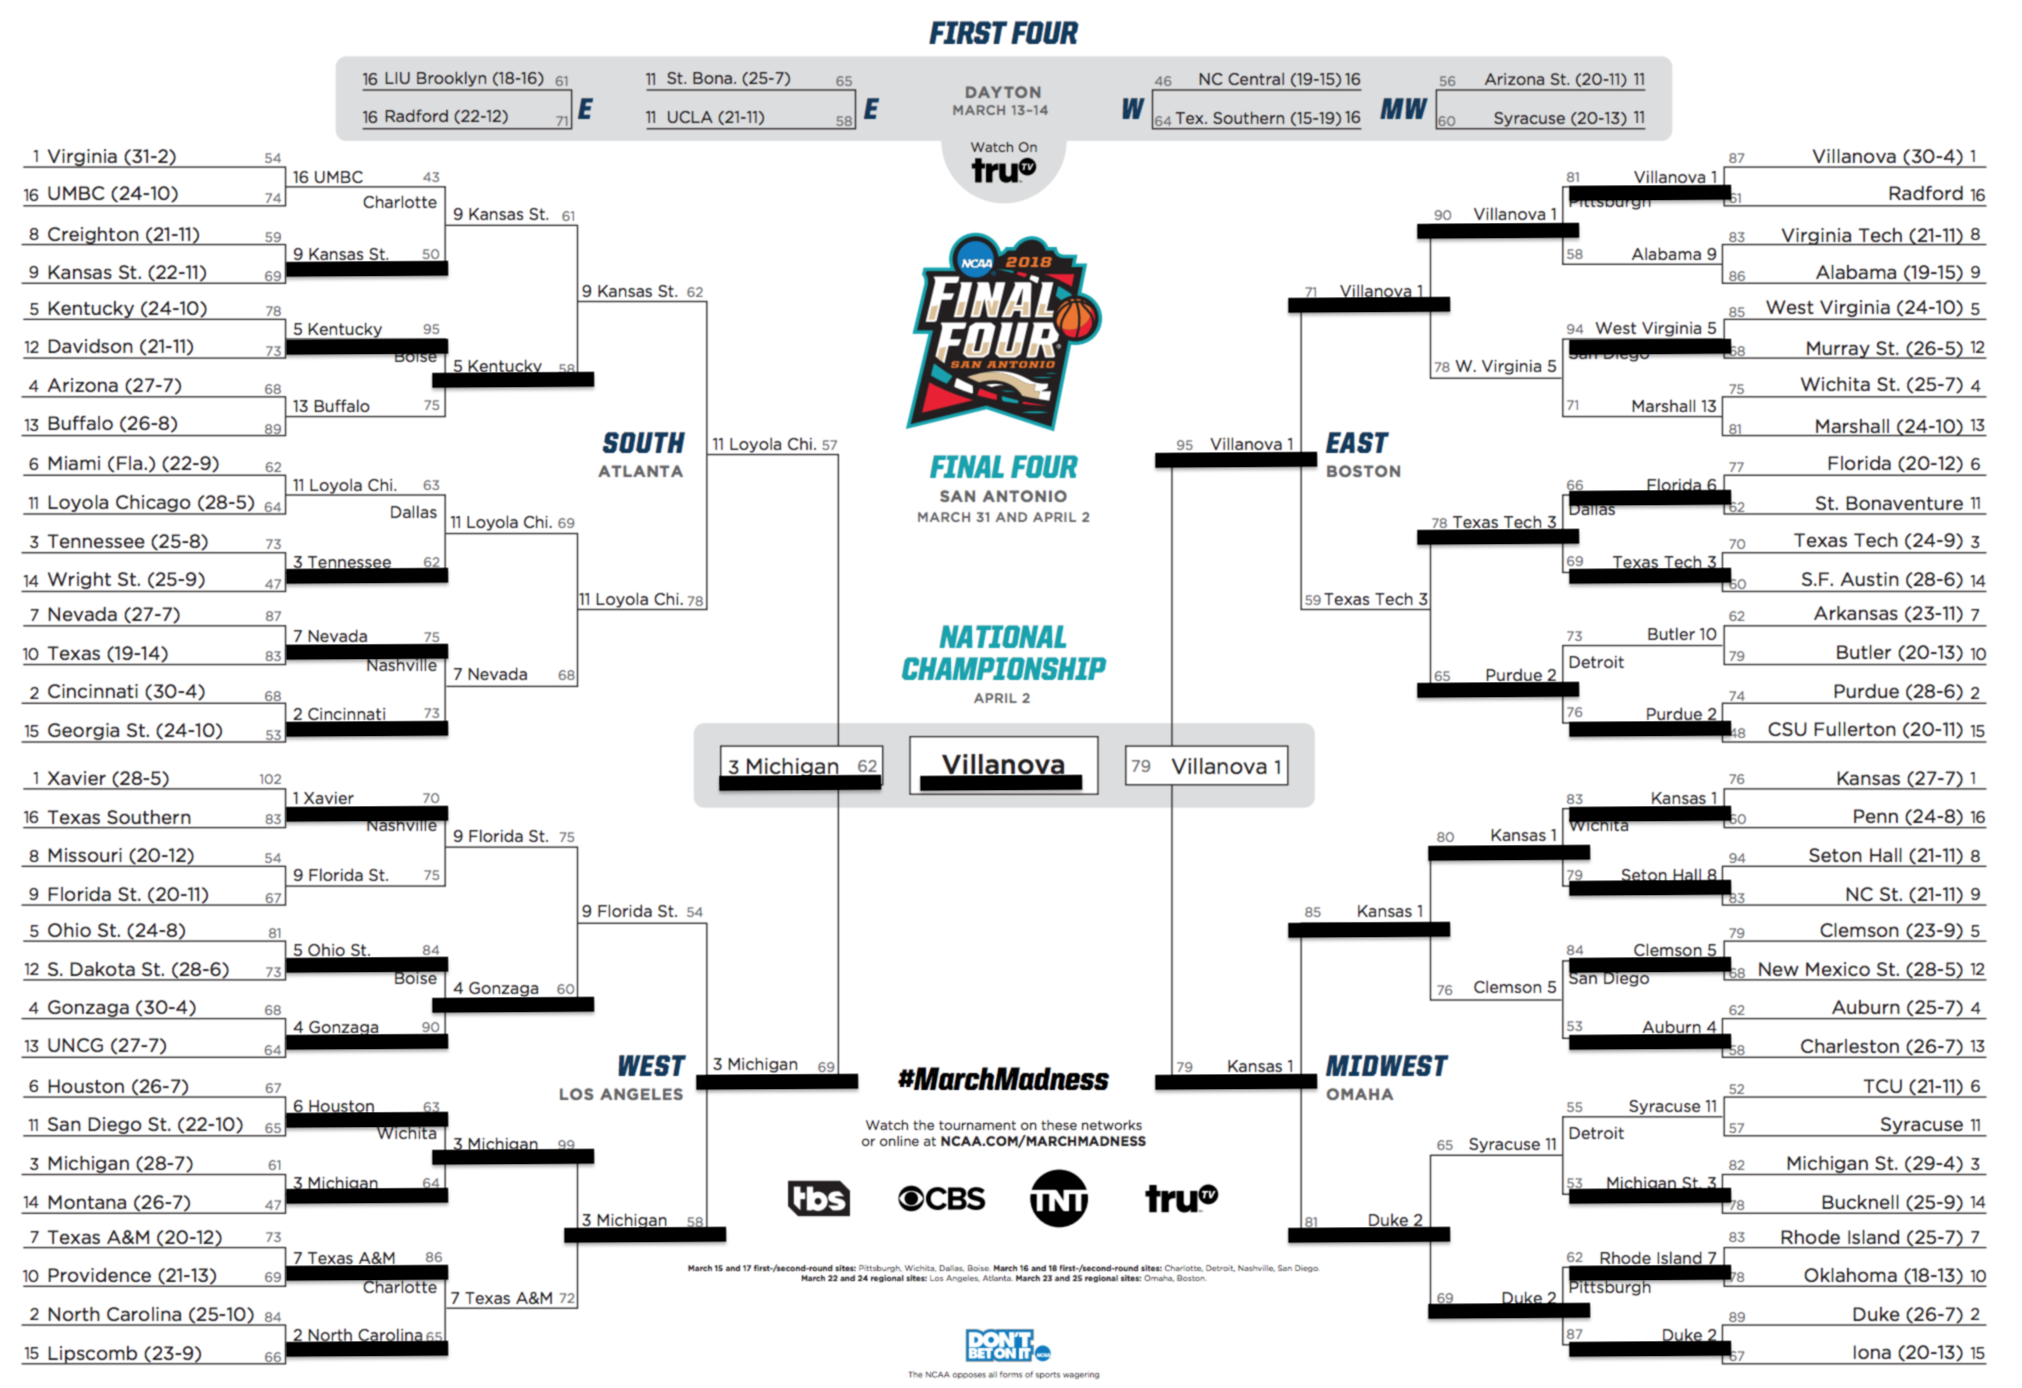 FIRST FOUR
16 LIU Brooklyn (18-16) 61
16 Radford (22-12) 71
E
11 St. Bona. (25-7) 65
11 UCLA (21-11) 58
E
DAYTON
MARCH 13-14
Watch On
truTV
W
46 NC Central (19-15) 16
64 Tex. Southern (15-19) 16
MW
56 Arizona St. (20-11) 11
60 Syracuse (20-13) 11
1 Virginia (31-2) 54
16 UMBC (24-10) 74
8 Creighton (21-11) 59
9 Kansas St. (22-11) 69
5 Kentucky (24-10) 78
12 Davidson (21-11) 73
4 Arizona (27-7) 68
13 Buffalo (26-8) 89
6 Miami (Fla.) (22-9) 62
11 Loyola Chicago (28-5) 64
3 Tennessee (25-8) 73
14 Wright St. (25-9) 47
7 Nevada (27-7) 87
10 Texas (19-14) 83
2 Cincinnati (30-4) 68
15 Georgia St. (24-10) 53
16 UMBC 43
Charlotte
9 Kansas St. 50
5 Kentucky 95
Boise
13 Buffalo 75
11 Loyola Chi. 63
Dallas
3 Tennessee 62
7 Nevada 75
Nashville
2 Cincinnati 73
9 Kansas St. 61
5 Kentucky 58
11 Loyola Chi. 69
7 Nevada 68
9 Kansas St. 62
11 Loyola Chi. 78
SOUTH
ATLANTA
11 Loyola Chi. 57
1 Xavier (28-5) 102
16 Texas Southern 83
8 Missouri (20-12) 54
9 Florida St. (20-11) 67
5 Ohio St. (24-8) 81
12 S. Dakota St. (28-6) 73
4 Gonzaga (30-4) 68
13 UNCG (27-7) 64
6 Houston (26-7) 67
11 San Diego St. (22-10) 65
3 Michigan (28-7) 61
14 Montana (26-7) 47
7 Texas A&M (20-12) 73
10 Providence (21-13) 69
2 North Carolina (25-10) 84
15 Lipscomb (23-9) 66
1 Xavier 70
Nashville
9 Florida St. 75
5 Ohio St. 84
Boise
4 Gonzaga 90
6 Houston 63
Wichita
3 Michigan 64
7 Texas A&M 86
Charlotte
2 North Carolina 65
9 Florida St. 75
4 Gonzaga 60
3 Michigan 99
7 Texas A&M 72
9 Florida St. 54
3 Michigan 58
WEST
LOS ANGELES
3 Michigan 69
NCAA 2018
FINAL
FOUR
SAN ANTONIO
FINAL FOUR
SAN ANTONIO
MARCH 31 AND APRIL 2
NATIONAL
CHAMPIONSHIP
APRIL 2
3 Michigan 62
Villanova
79 Villanova 1
87 Villanova (30-4) 1
61 Radford 16
83 Virginia Tech (21-11) 8
86 Alabama (19-15) 9
85 West Virginia (24-10) 5
68 Murray St. (26-5) 12
75 Wichita St. (25-7) 4
81 Marshall (24-10) 13
77 Florida (20-12) 6
62 St. Bonaventure 11
70 Texas Tech (24-9) 3
60 S.F. Austin (28-6) 14
62 Arkansas (23-11) 7
79 Butler (20-13) 10
74 Purdue (28-6) 2
48 CSU Fullerton (20-11) 15
81 Villanova 1
Pittsburgh
58 Alabama 9
94 West Virginia 5
San Diego
71 Marshall 13
66 Florida 6
Dallas
69 Texas Tech 3
73 Butler 10
Detroit
76 Purdue 2
90 Villanova 1
78 W. Virginia 5
78 Texas Tech 3
65 Purdue 2
71 Villanova 1
59 Texas Tech 3
EAST
BOSTON
95 Villanova 1
76 Kansas (27-7) 1
60 Penn (24-8) 16
94 Seton Hall (21-11) 8
83 NC St. (21-11) 9
79 Clemson (23-9) 5
68 New Mexico St. (28-5) 12
62 Auburn (25-7) 4
58 Charleston (26-7) 13
52 TCU (21-11) 6
57 Syracuse 11
82 Michigan St. (29-4) 3
78 Bucknell (25-9) 14
83 Rhode Island (25-7) 7
78 Oklahoma (18-13) 10
89 Duke (26-7) 2
67 Iona (20-13) 15
83 Kansas 1
Wichita
79 Seton Hall 8
84 Clemson 5
San Diego
53 Auburn 4
55 Syracuse 11
Detroit
53 Michigan St. 3
62 Rhode Island 7
Pittsburgh
87 Duke 2
80 Kansas 1
76 Clemson 5
65 Syracuse 11
69 Duke 2
85 Kansas 1
81 Duke 2
MIDWEST
OMAHA
79 Kansas 1
#MarchMadness
Watch the tournament on these networks
or online at NCAA.COM/MARCHMADNESS
tbs CBS TNT truTV
March 15 and 17 first-/second-round sites: Pittsburgh, Wichita, Dallas, Boise. March 16 and 18 first-/second-round sites: Charlotte, Detroit, Nashville, San Diego.
March 22 and 24 regional sites: Los Angeles, Atlanta. March 23 and 25 regional sites: Omaha, Boston.
DON'T
BET ON IT NCAA
The NCAA opposes all forms of sports wagering